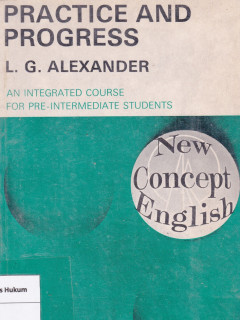 PRACTICE AND
PROGRESS
L. G. ALEXANDER
AN INTEGRATED COURSE
FOR PRE-INTERMEDIATE STUDENTS
New
Concept
English
s Hukum